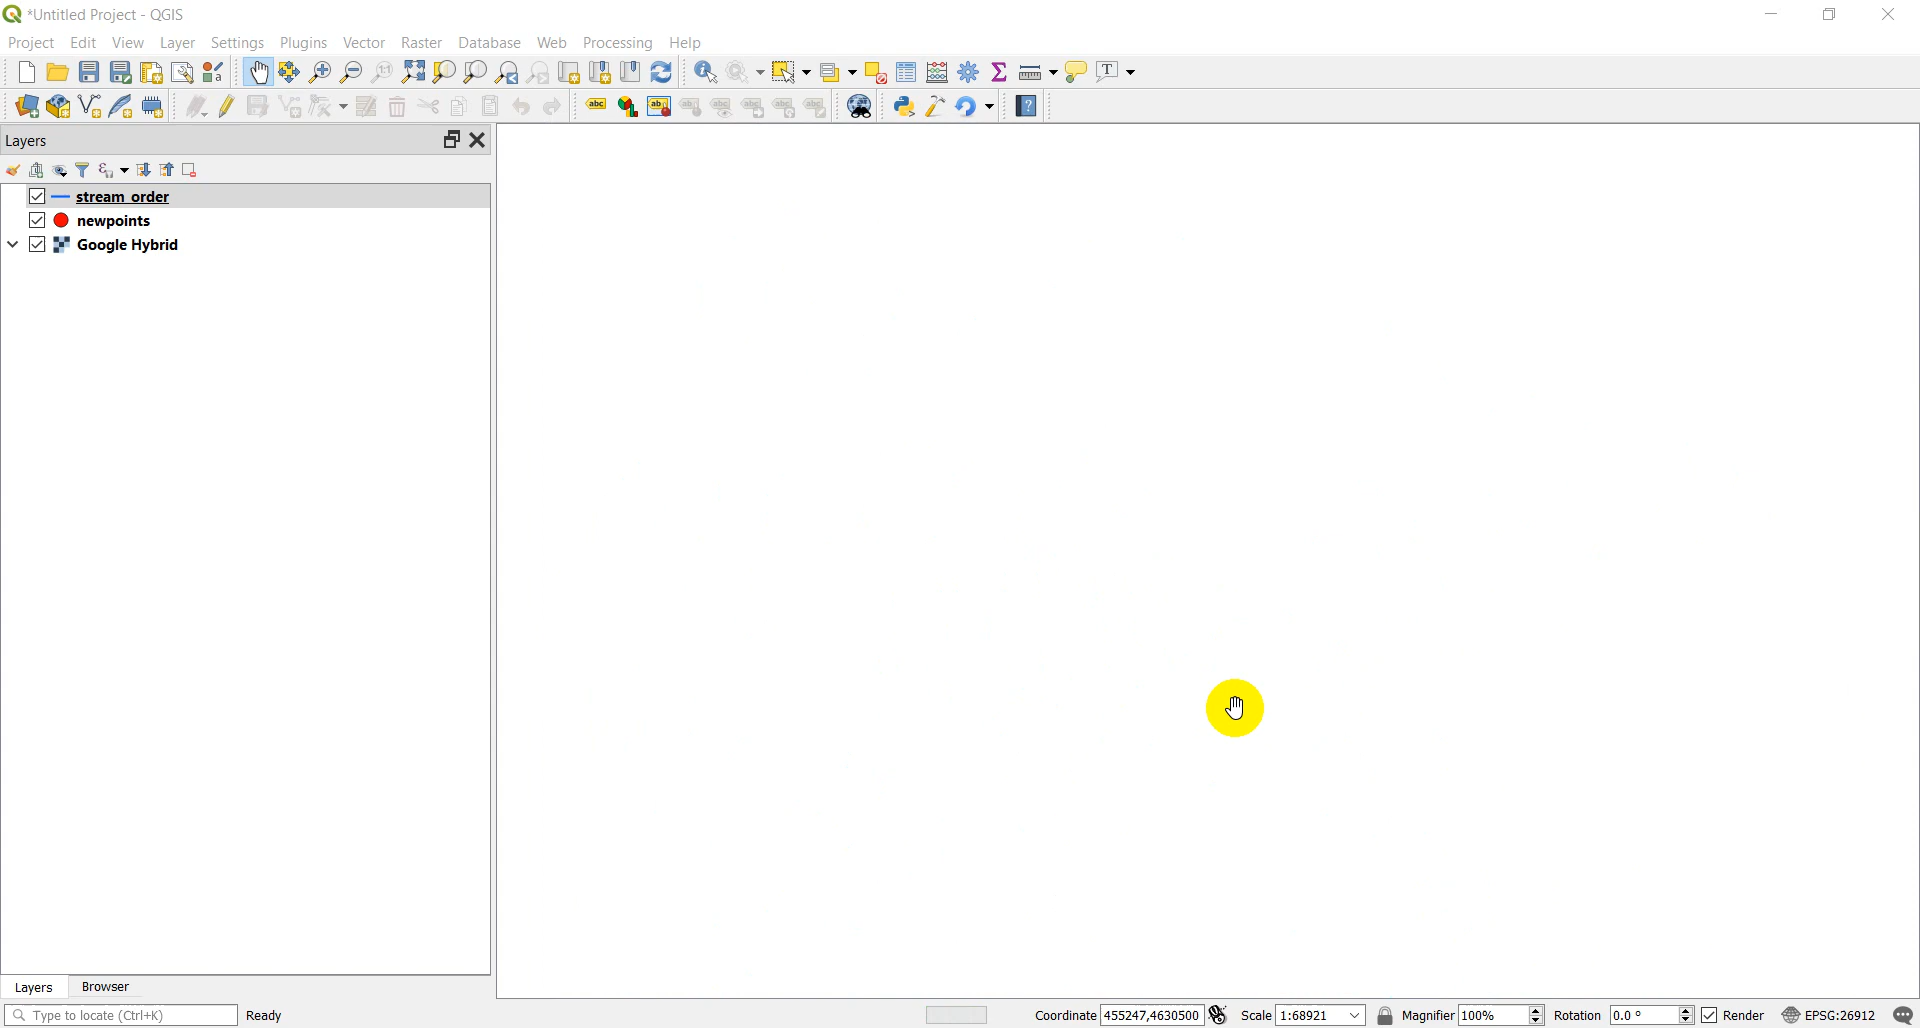 *Untitled Project - QGIS
Project Edit View Layer Settings Plugins Vector Raster Database Web Processing Help
Layers
stream_order
newpoints
Google Hybrid
Layers Browser
Type to locate (Ctrl+K) Ready Coordinate 455247,4630500 Scale 1:68921 Magnifier 100% Rotation 0.0 ° Render EPSG:26912